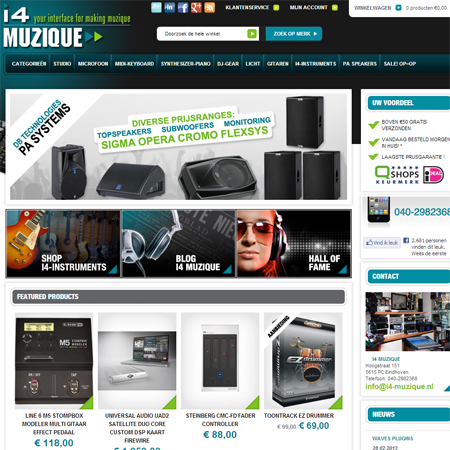 i4 your interface for making muzique
MUZIQUE
KLANTENSERVICE
MIJN ACCOUNT
WINKELWAGEN 0 producten €0,00
Doorzoek de hele winkel
ZOEK OP MERK
CATEGORIEËN STUDIO MICROFOON MIDI-KEYBOARD SYNTHESIZER-PIANO DJ-GEAR LICHT GITAREN I4-INSTRUMENTS PA SPEAKERS SALE! OP=OP
DB TECHNOLOGIES
PA SYSTEMS
DIVERSE PRIJSRANGES:
TOPSPEAKERS SUBWOOFERS MONITORING
SIGMA OPERA CROMO FLEXSYS
UW VOORDEEL
BOVEN €50 GRATIS
VERZONDEN
VANDAAG BESTELD MORGEN
IN HUIS! *
LAAGSTE PRIJSGARANTIE !
QSHOPS
KEURMERK
iDEAL
040-2982368
Vind ik leuk
2.681 personen
vinden dit leuk.
Wees de eerste
SHOP
I4-INSTRUMENTS
BLOG
I4 MUZIQUE
HALL OF
FAME
CONTACT
I4 MUZIQUE
Hoogstraat 151
5615 PC Eindhoven
Telefoon: 040-2982368
info@i4-muzique.nl
NIEUWS
WAVES PLUGINS
28 02 2013
FEATURED PRODUCTS
M5
AANBIEDING
EZ drummer
LINE 6 M5 STOMPBOX
MODELER MULTI GITAAR
EFFECT PEDAAL
€ 118,00
UNIVERSAL AUDIO UAD2
SATELLITE DUO CORE
CUSTOM DSP KAART
FIREWIRE
STEINBERG CMC-FD FADER
CONTROLLER
€ 88,00
TOONTRACK EZ DRUMMER
€ 99,00 € 69,00